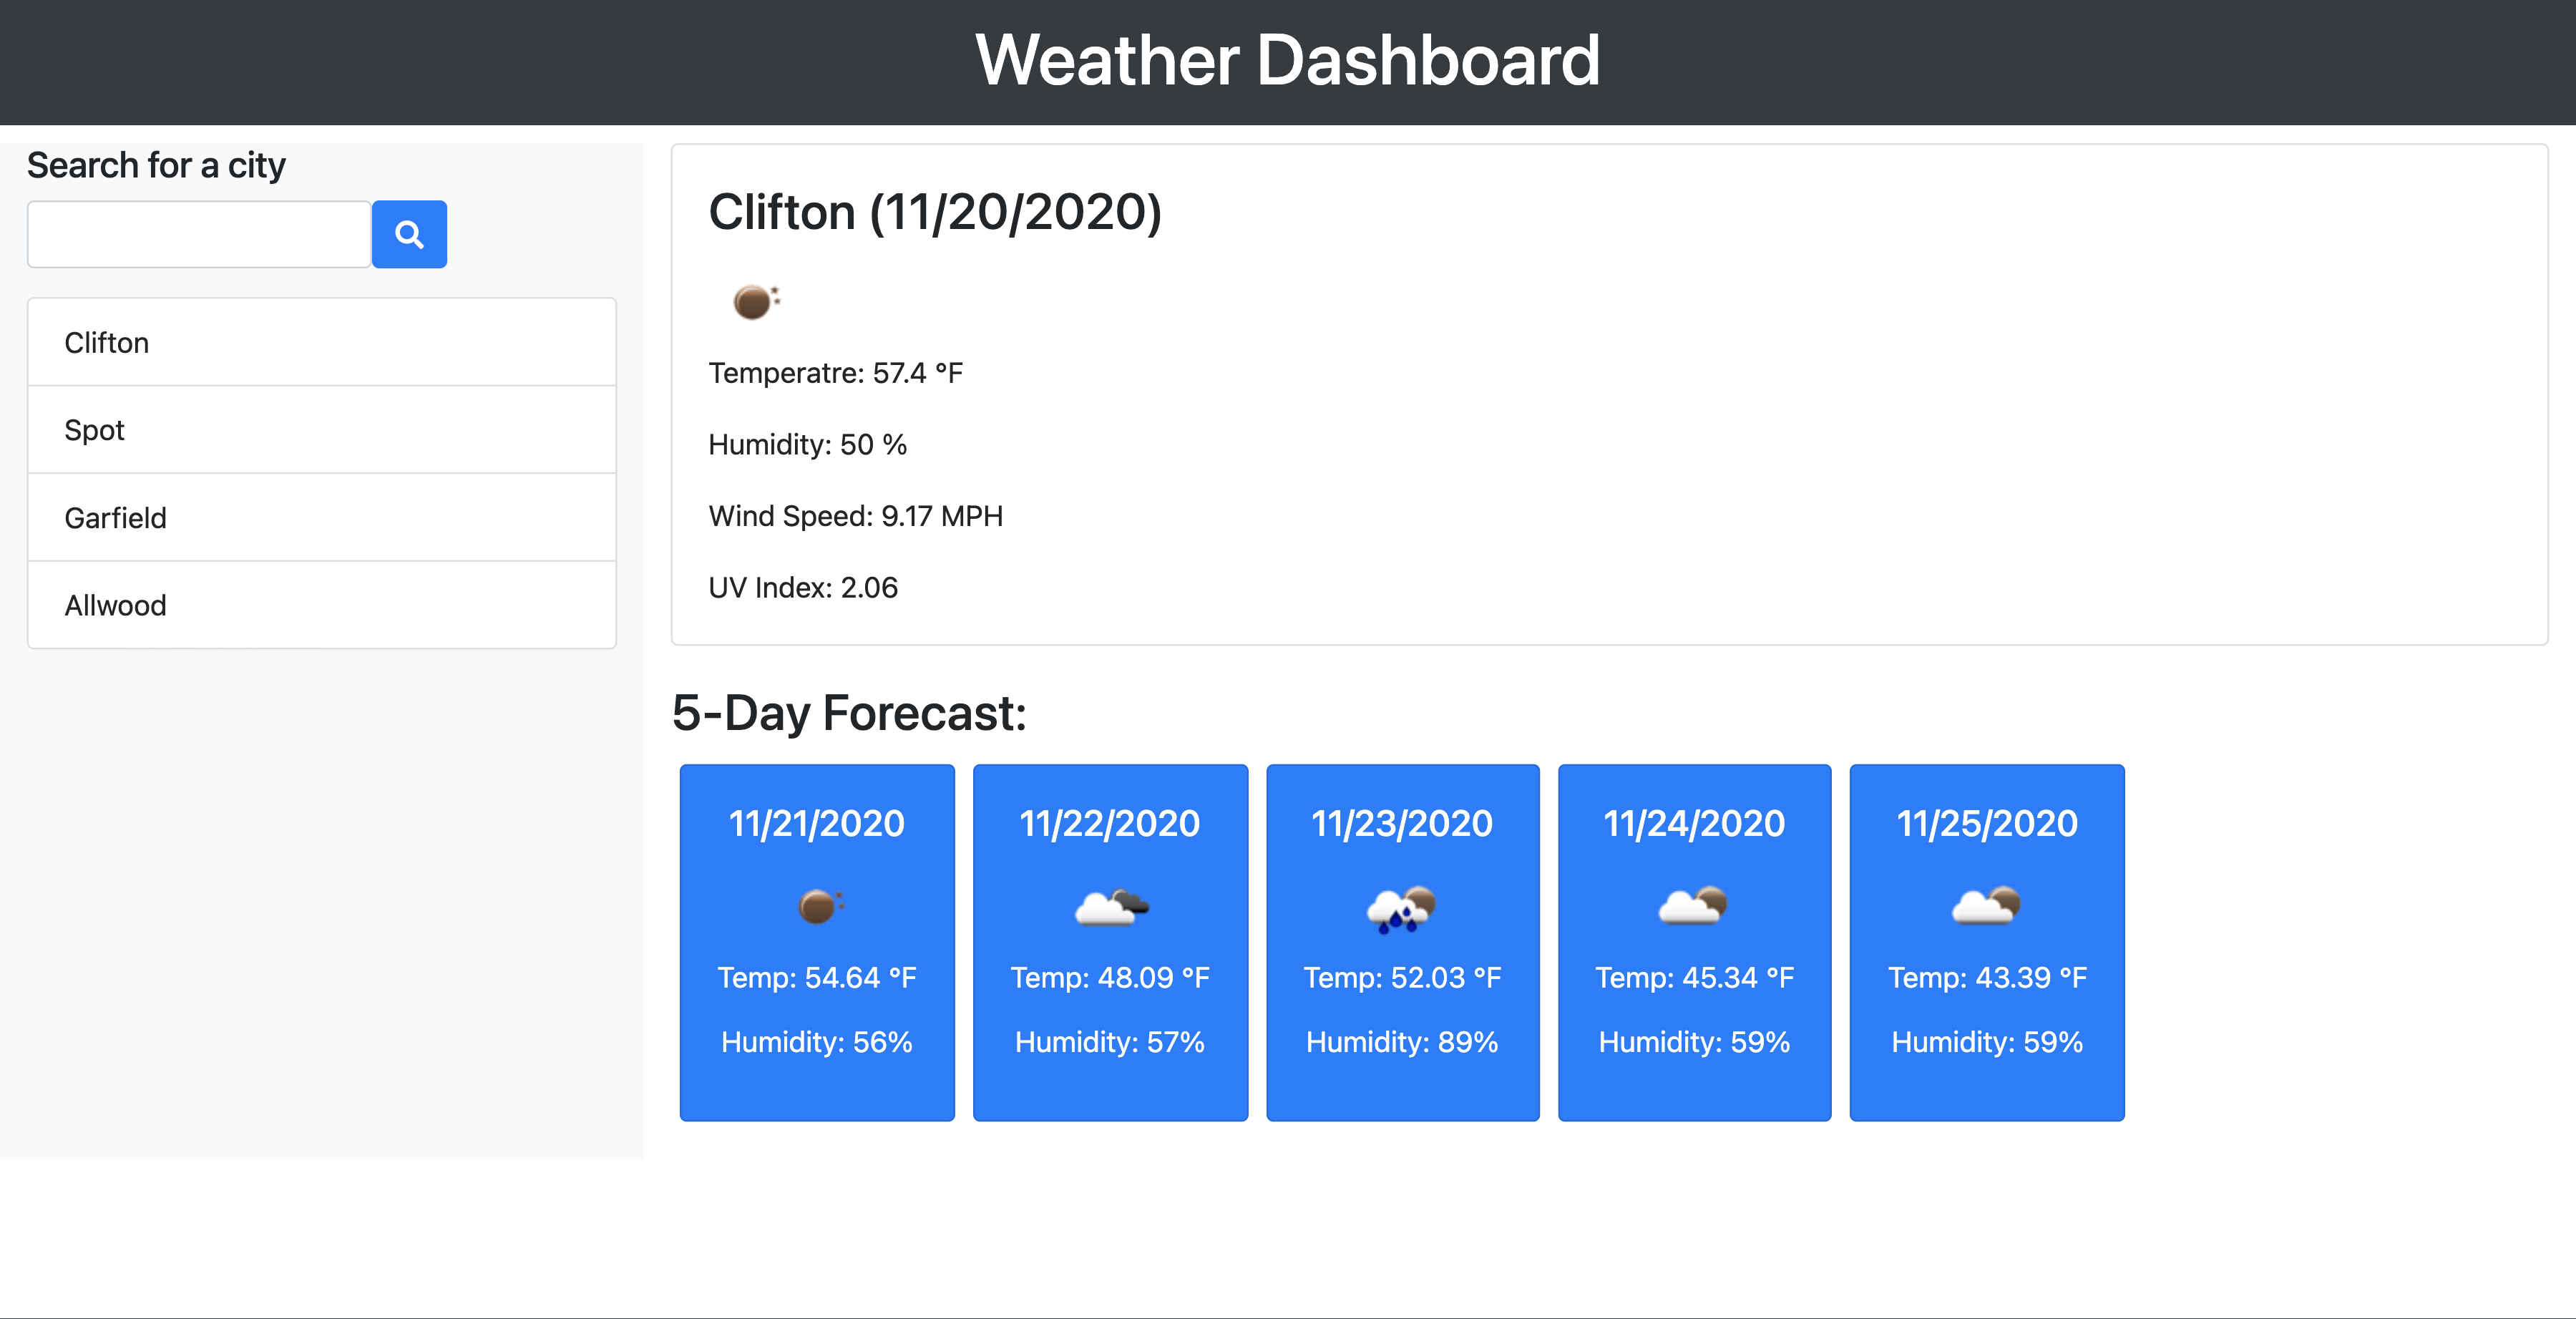 Weather Dashboard
Search for a city
Clifton
Spot
Garfield
Allwood
Clifton (11/20/2020)
Temperatre: 57.4 °F
Humidity: 50 %
Wind Speed: 9.17 MPH
UV Index: 2.06
5-Day Forecast:
11/21/2020
Temp: 54.64 °F
Humidity: 56%
11/22/2020
Temp: 48.09 °F
Humidity: 57%
11/23/2020
Temp: 52.03 °F
Humidity: 89%
11/24/2020
Temp: 45.34 °F
Humidity: 59%
11/25/2020
Temp: 43.39 °F
Humidity: 59%